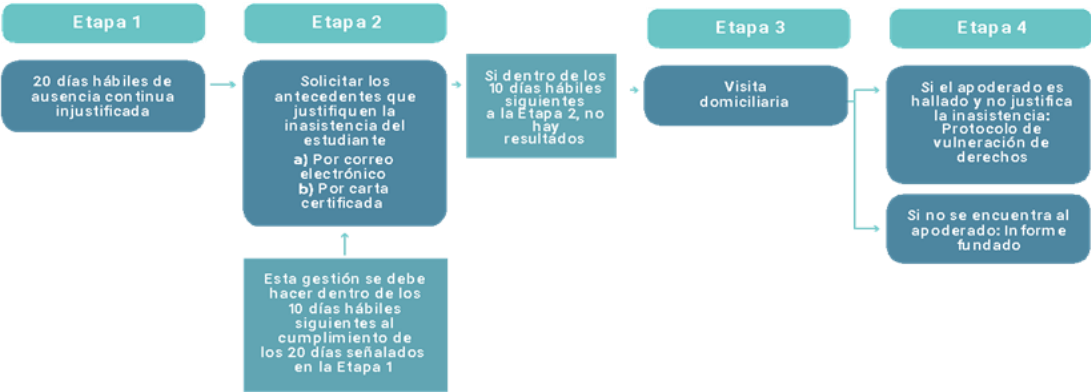 Etapa 1
20 días hábiles de
ausencia continua
injustificada
Etapa 2
Solicitar los
antecedentes que
justifiquen la
inasistencia del
estudiante
a) Por correo
electrónico
b) Por carta
certificada
Esta gestión se debe
hacer dentro de los
10 días hábiles
siguientes al
cumplimiento de
los 20 días señalados
en la Etapa 1
Si dentro de los
10 días hábiles
siguientes
a la Etapa 2, no
hay
resultados
Etapa 3
Visita
domiciliaria
Etapa 4
Si el apoderado es
hallado y no justifica
la inasistencia:
Protocolo de
vulneración de
derechos
Si no se encuentra al
apoderado: Informe
fundado